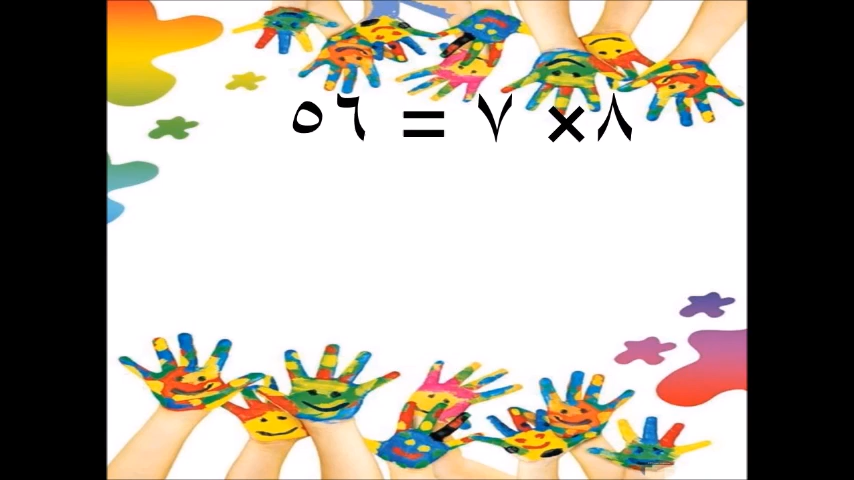 ٨× ٧ = ٥٦